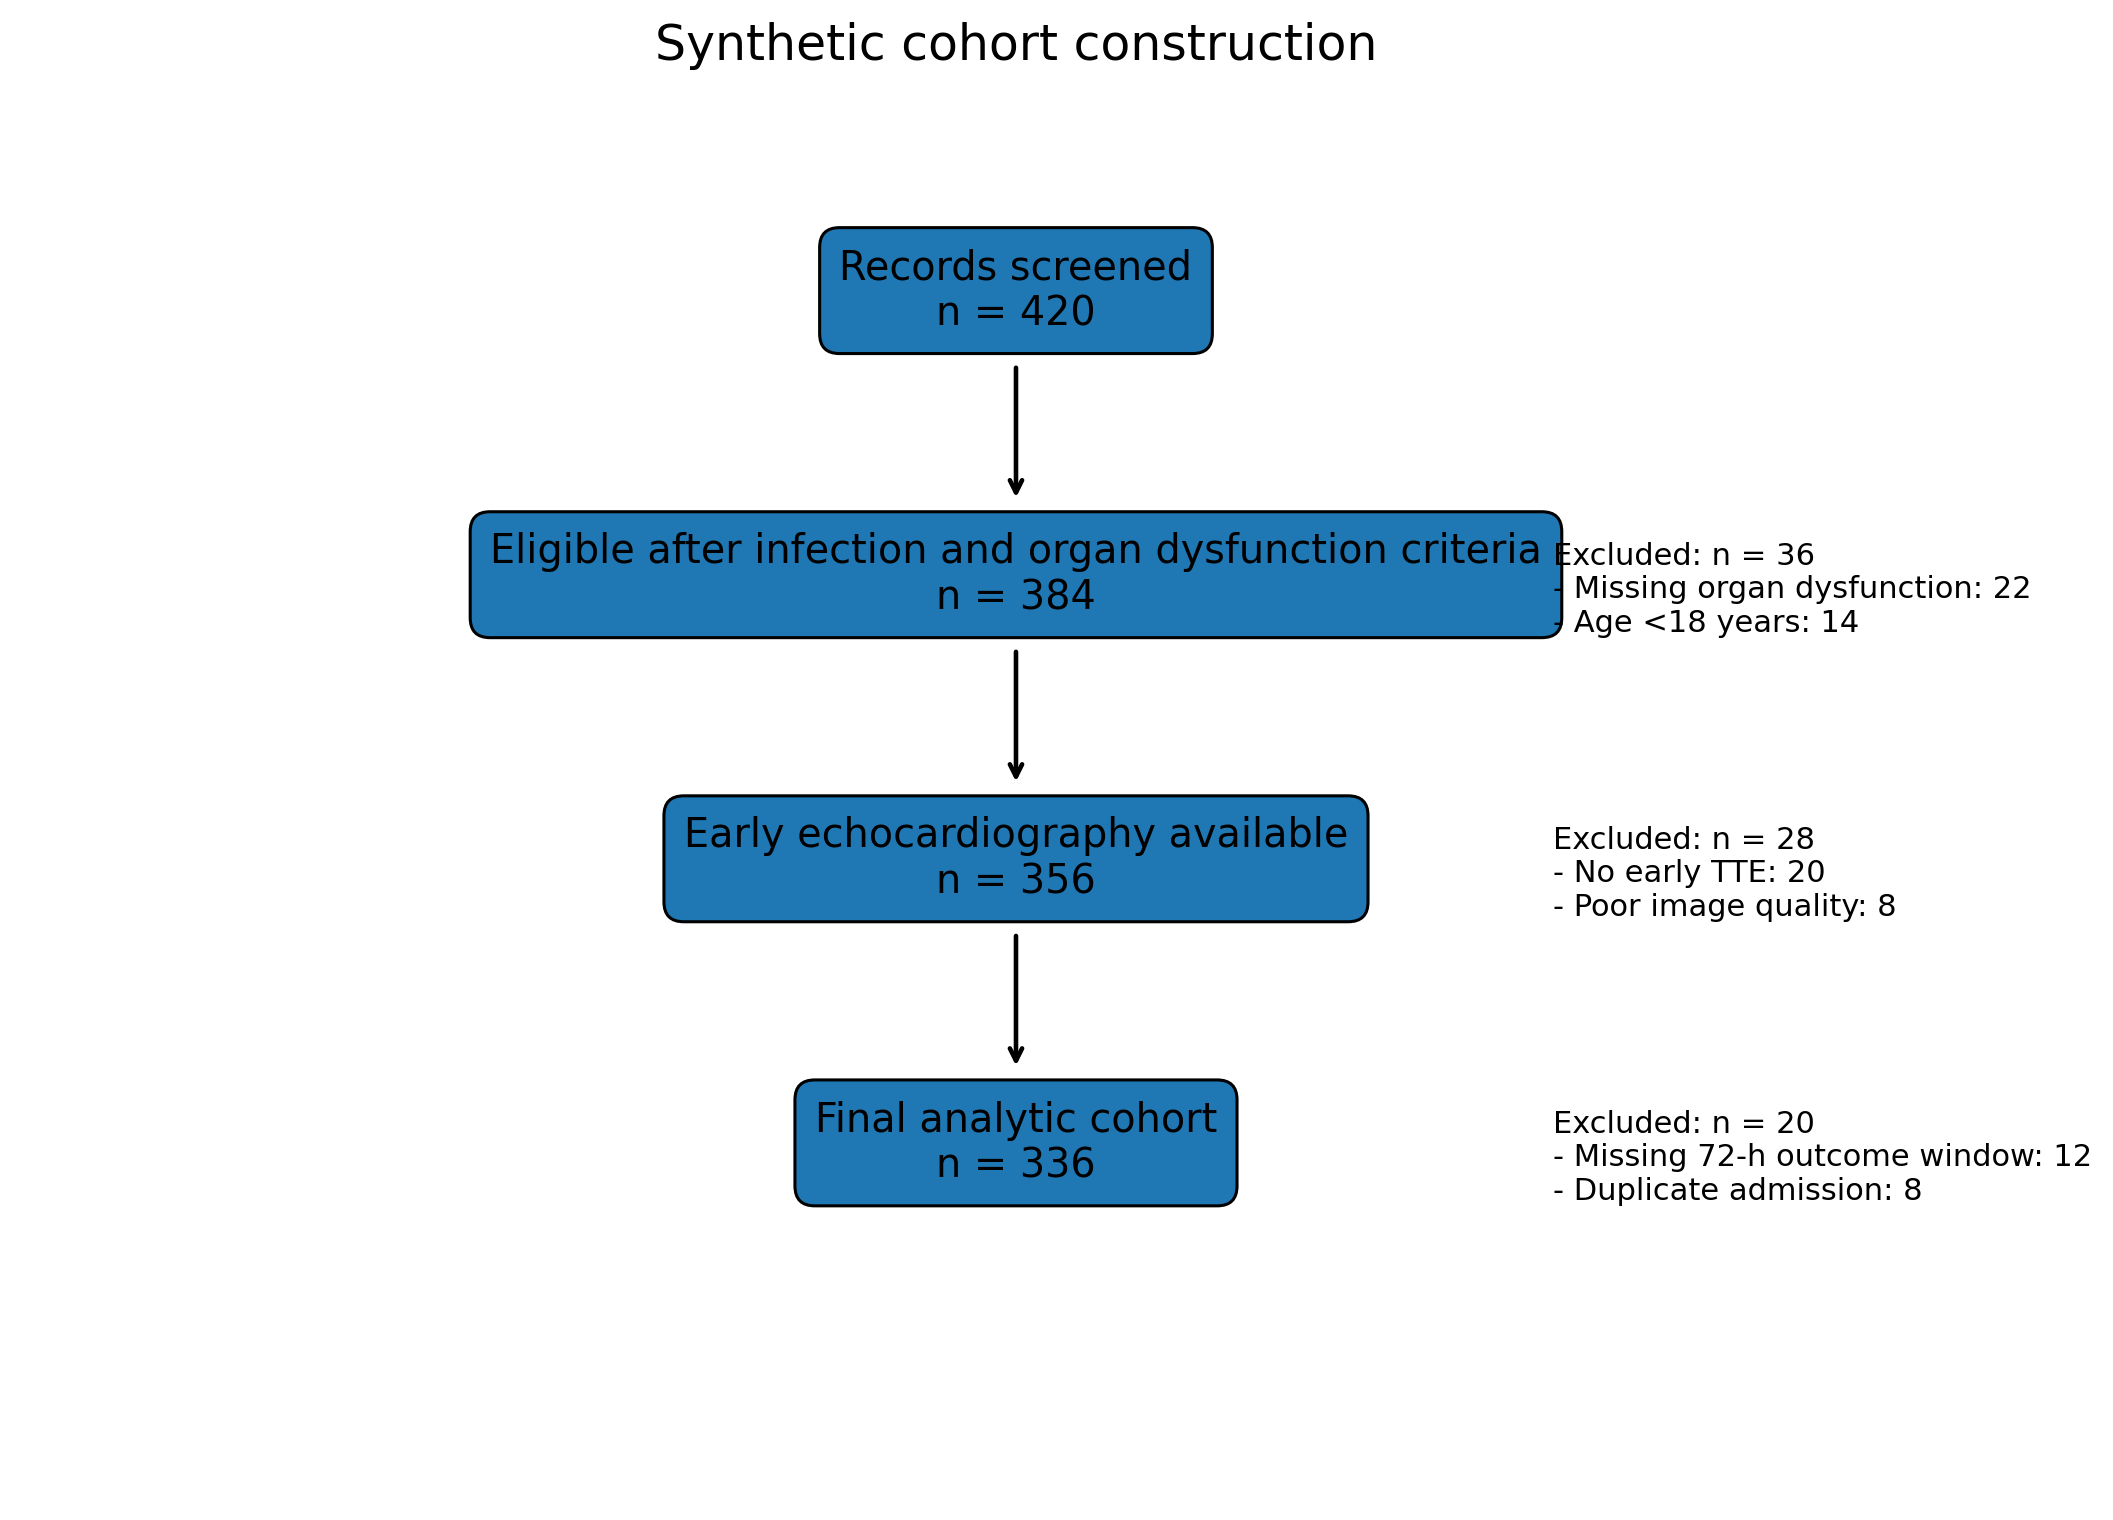 Synthetic cohort construction
Records screened
n = 420
Eligible after infection and organ dysfunction criteria
n = 384
Excluded: n = 36
- Missing organ dysfunction: 22
- Age <18 years: 14
Early echocardiography available
n = 356
Excluded: n = 28
- No early TTE: 20
- Poor image quality: 8
Final analytic cohort
n = 336
Excluded: n = 20
- Missing 72-h outcome window: 12
- Duplicate admission: 8